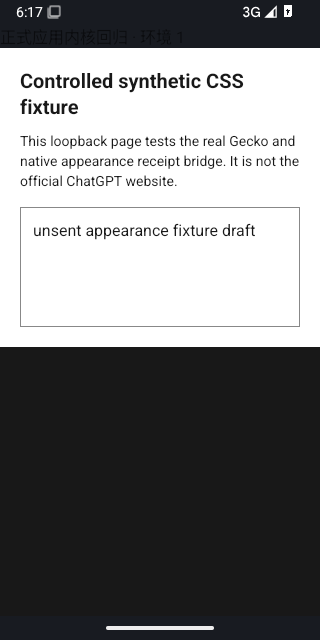 6:17 3G
正式应用内核回归 · 环境 1
Controlled synthetic CSS
fixture
This loopback page tests the real Gecko and
native appearance receipt bridge. It is not the
official ChatGPT website.
unsent appearance fixture draft